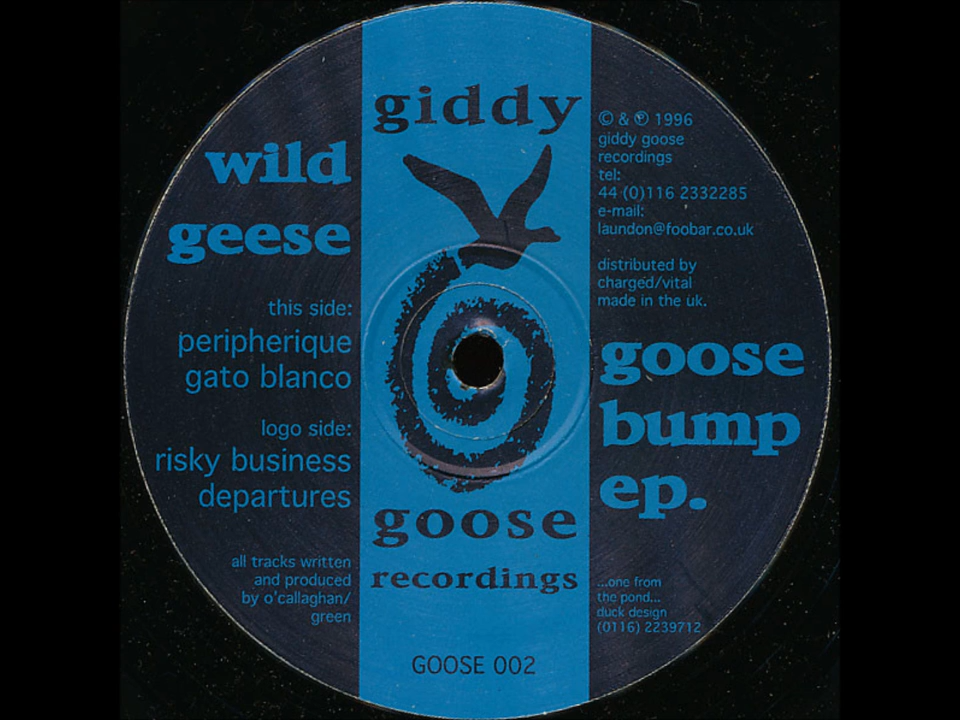 giddy
wild
geese
this side:
peripherique
gato blanco
logo side:
risky business
departures
all tracks written
and produced
by o'callaghan/
green
goose
recordings
GOOSE 002
© & ℗ 1996
giddy goose
recordings
tel:
44 (0)116 2332285
e-mail:
laundon@foobar.co.uk
distributed by
charged/vital
made in the uk.
goose
bump
ep.
...one from
the pond...
duck design
(0116) 2239712